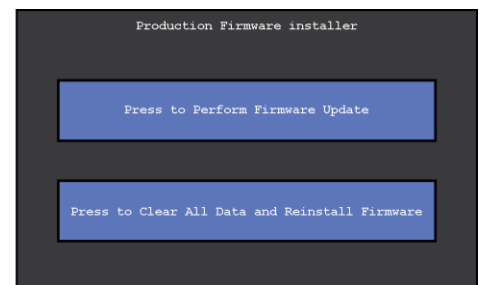 Production Firmware installer
Press to Perform Firmware Update
Press to Clear All Data and Reinstall Firmware